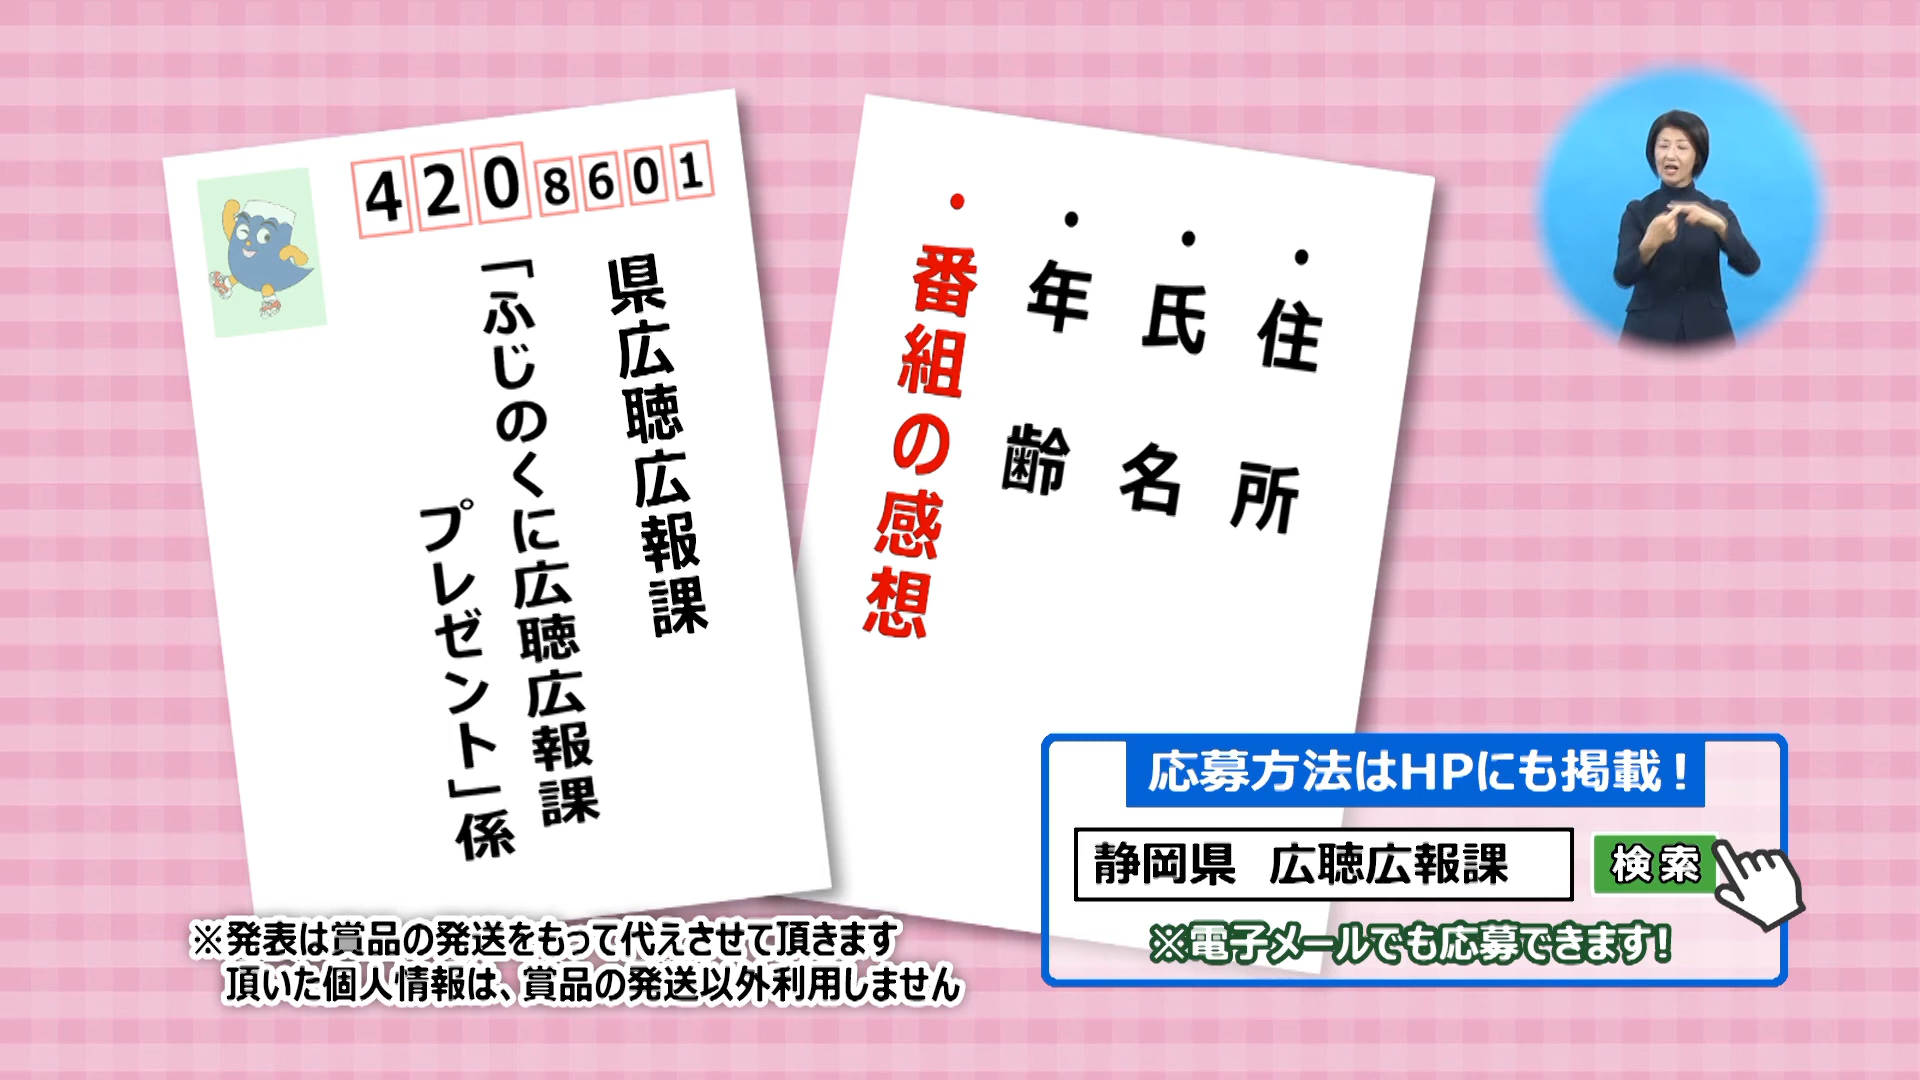 4208601
県広聴広報課
「ふじのくに広聴広報課
プレゼント」係
・住所
・氏名
・年齢
・番組の感想
応募方法はHPにも掲載！
静岡県 広聴広報課
検索
※電子メールでも応募できます！
※発表は賞品の発送をもって代えさせて頂きます
頂いた個人情報は、賞品の発送以外利用しません